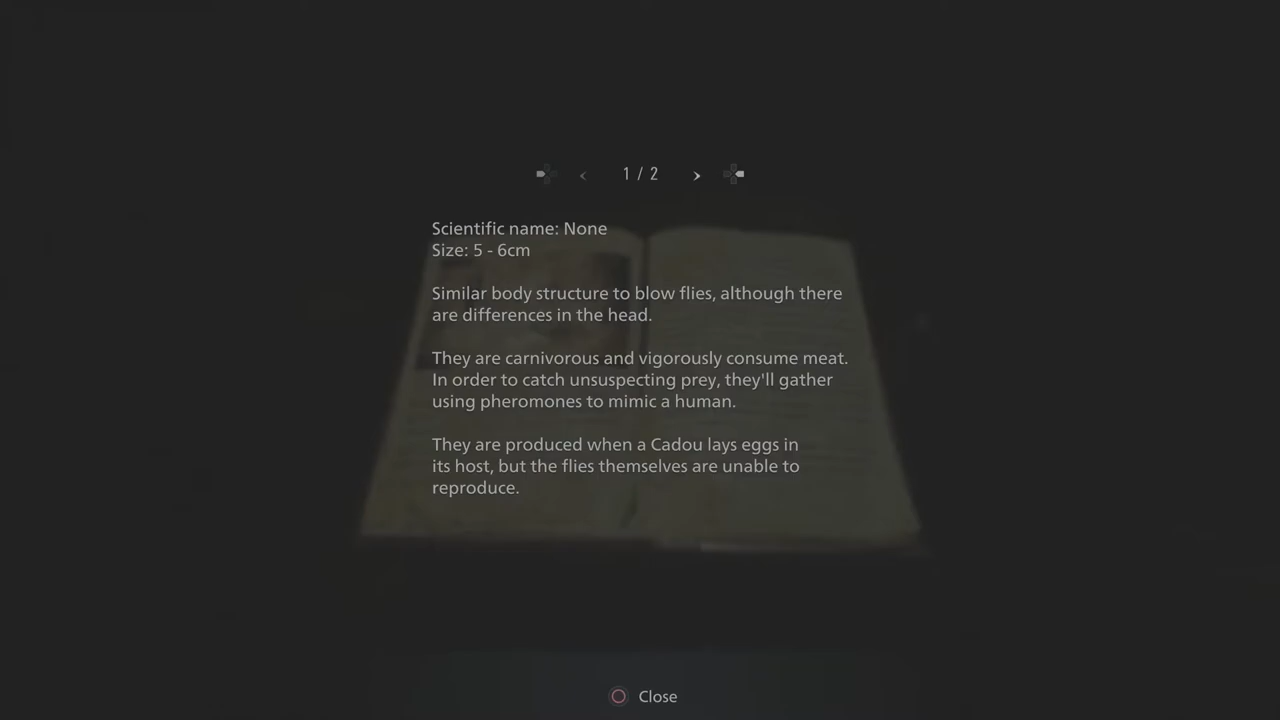 1 / 2
Scientific name: None
Size: 5 - 6cm
Similar body structure to blow flies, although there
are differences in the head.
They are carnivorous and vigorously consume meat.
In order to catch unsuspecting prey, they'll gather
using pheromones to mimic a human.
They are produced when a Cadou lays eggs in
its host, but the flies themselves are unable to
reproduce.
Close